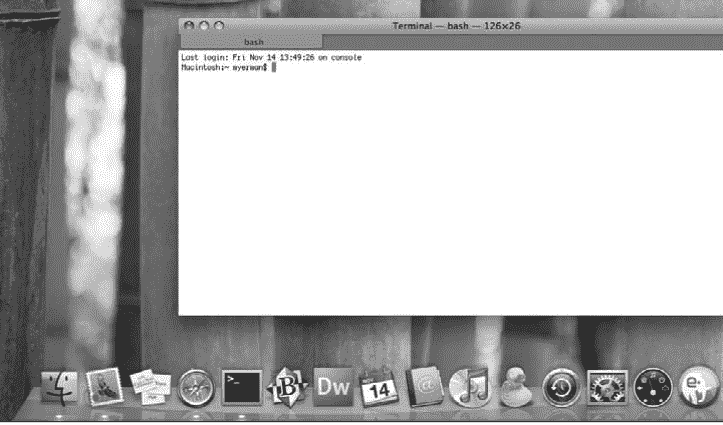 Terminal — bash — 126×26
bash
Last login: Fri Nov 14 13:49:26 on console
Macintosh:~ myerman$
>_
B
Dw
14
@
e